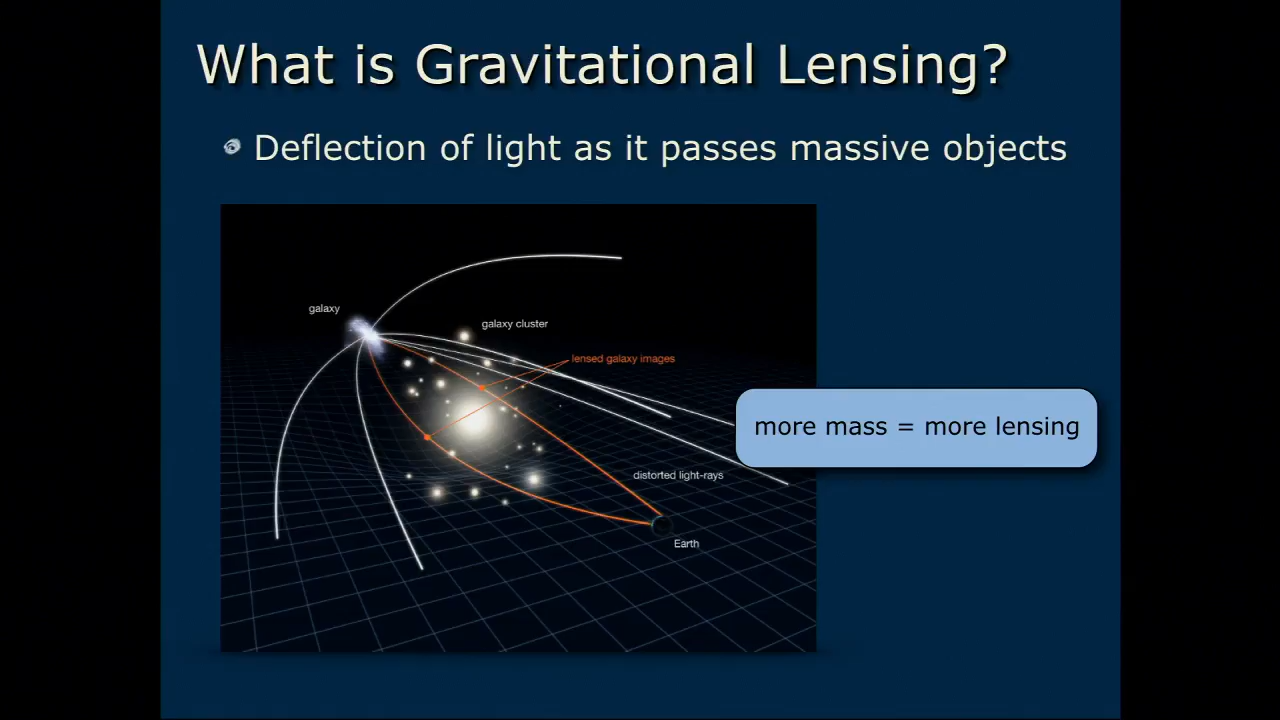 What is Gravitational Lensing?
Deflection of light as it passes massive objects
galaxy
galaxy cluster
lensed galaxy images
more mass = more lensing
distorted light-rays
Earth